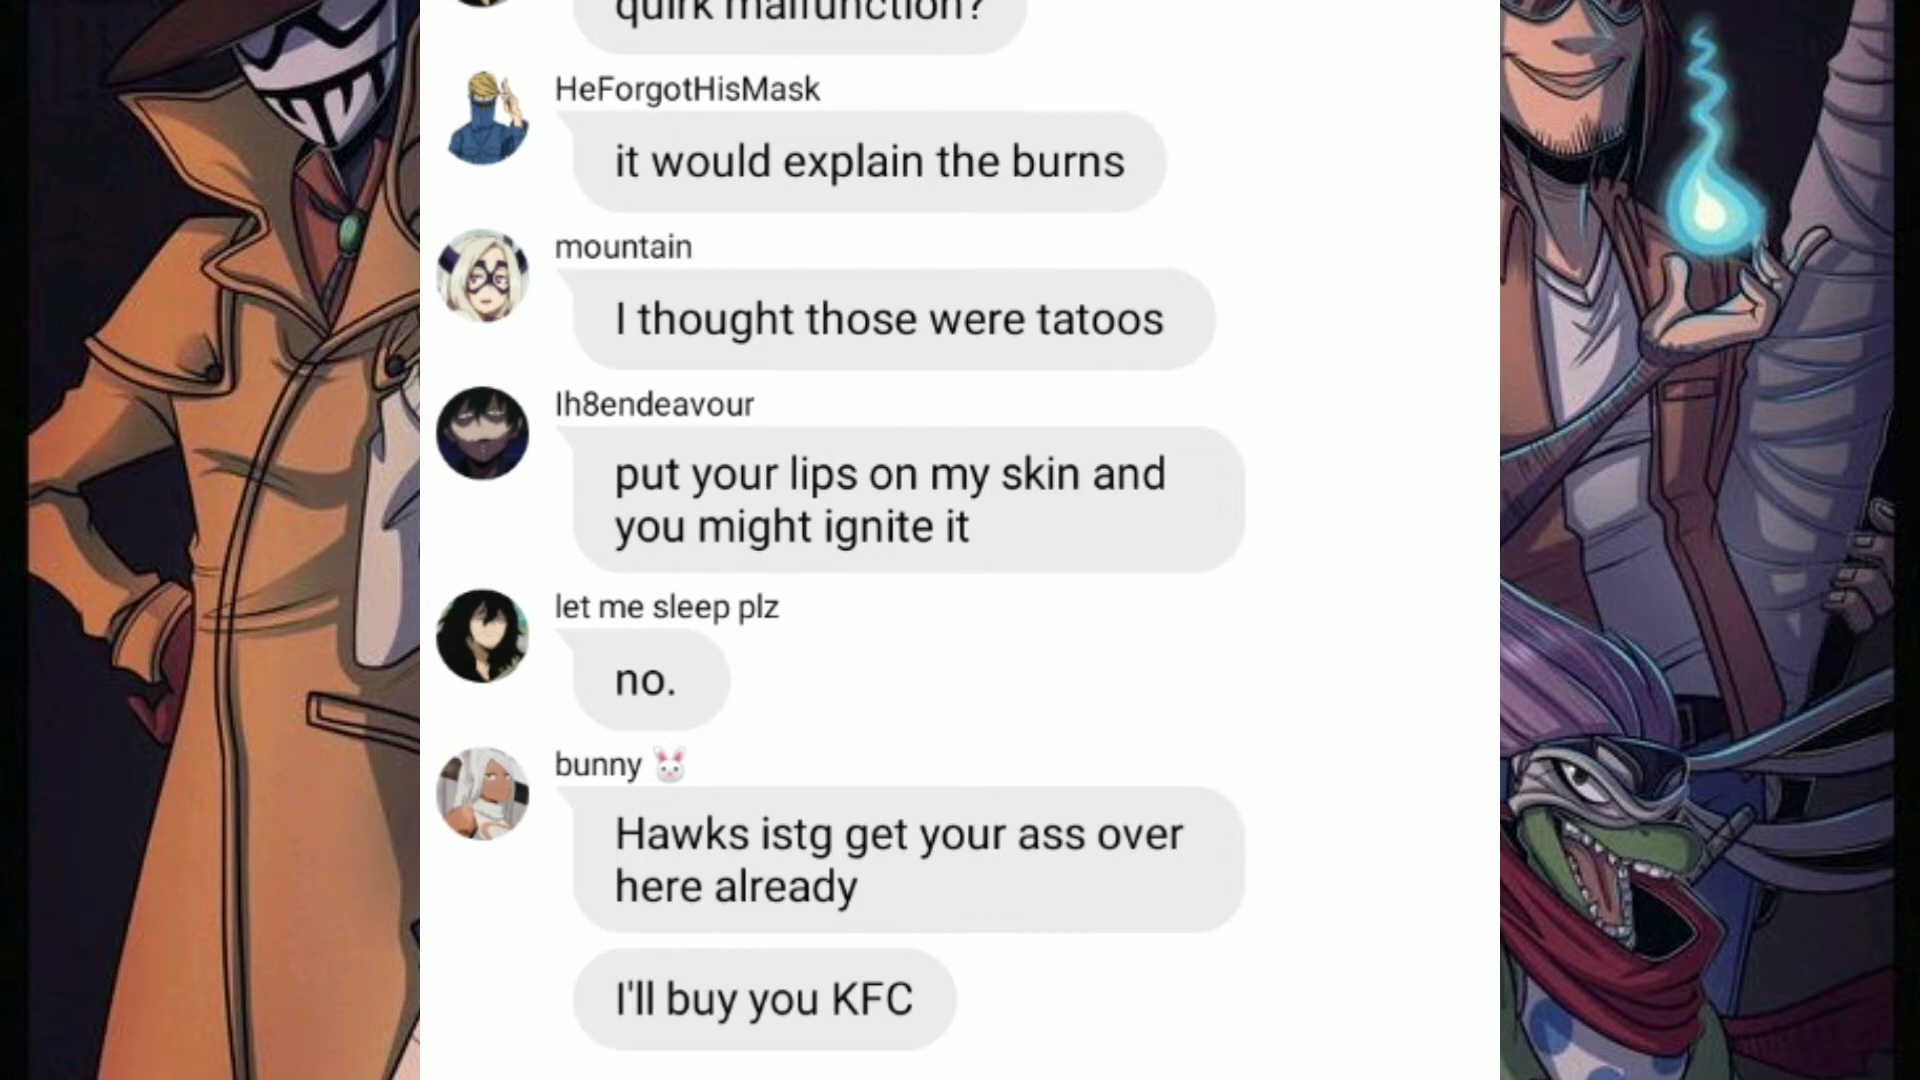 quirk malfunction?
HeForgotHisMask
it would explain the burns
mountain
I thought those were tatoos
Ih8endeavour
put your lips on my skin and
you might ignite it
let me sleep plz
no.
bunny 🐰
Hawks istg get your ass over
here already
I'll buy you KFC